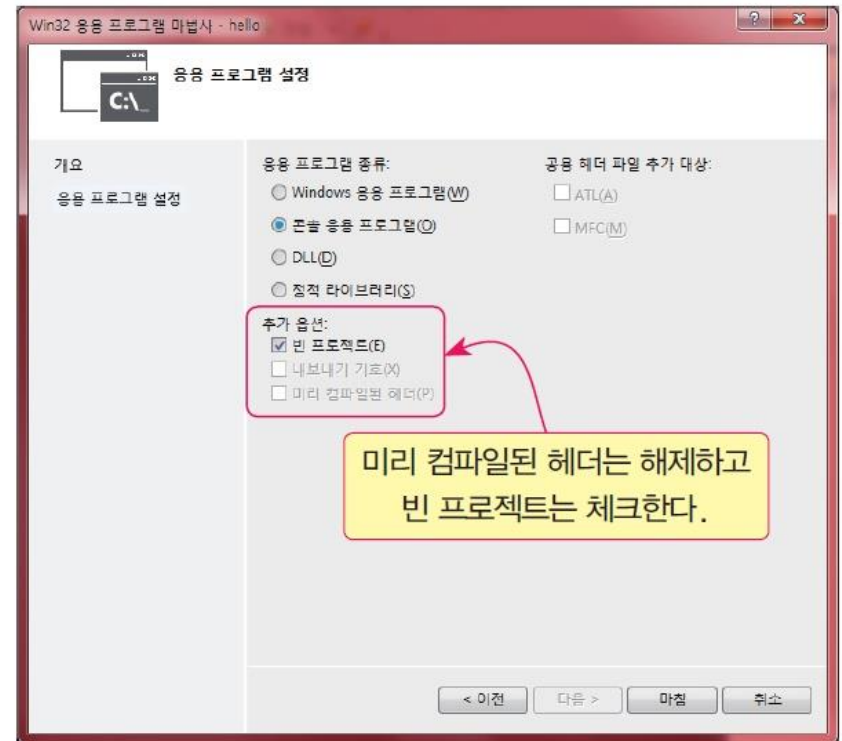 Win32 응용 프로그램 마법사 - hello
응용 프로그램 설정
C:\_
개요
응용 프로그램 설정
응용 프로그램 종류:
Windows 응용 프로그램(W)
콘솔 응용 프로그램(O)
DLL(D)
정적 라이브러리(S)
추가 옵션:
빈 프로젝트(E)
내보내기 기호(X)
미리 컴파일된 헤더(P)
공용 헤더 파일 추가 대상:
ATL(A)
MFC(M)
미리 컴파일된 헤더는 해제하고
빈 프로젝트는 체크한다.
< 이전
다음 >
마침
취소